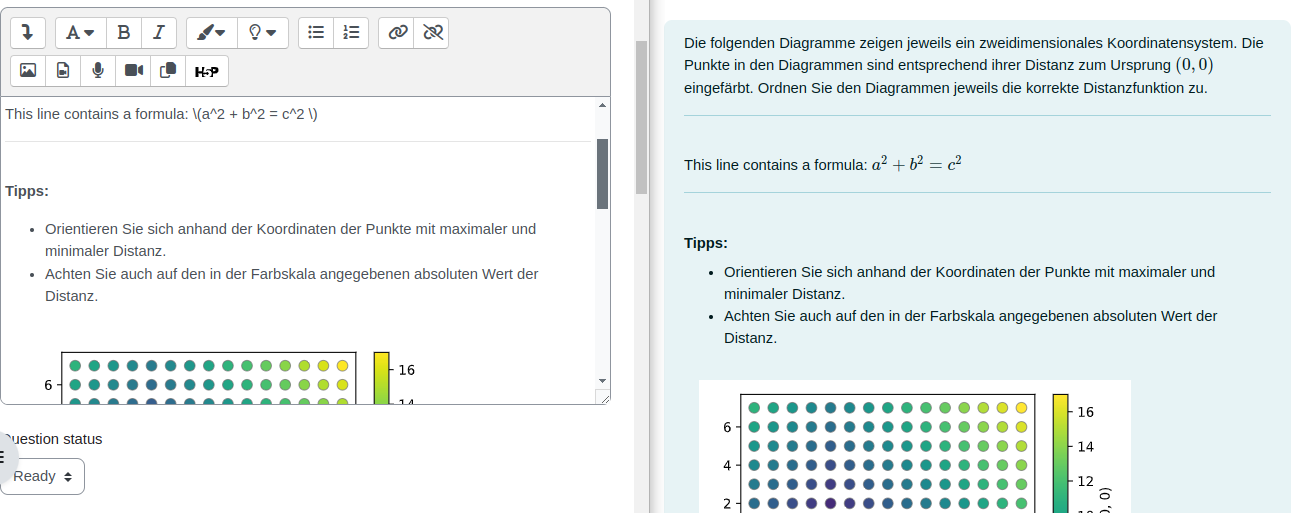 A B I
H-P
This line contains a formula: \(a^2 + b^2 = c^2 \)
Tipps:
Orientieren Sie sich anhand der Koordinaten der Punkte mit maximaler und
minimaler Distanz.
Achten Sie auch auf den in der Farbskala angegebenen absoluten Wert der
Distanz.
6
16
14
Question status
Ready
Die folgenden Diagramme zeigen jeweils ein zweidimensionales Koordinatensystem. Die
Punkte in den Diagrammen sind entsprechend ihrer Distanz zum Ursprung (0, 0)
eingefärbt. Ordnen Sie den Diagrammen jeweils die korrekte Distanzfunktion zu.
This line contains a formula: a² + b² = c²
Tipps:
Orientieren Sie sich anhand der Koordinaten der Punkte mit maximaler und
minimaler Distanz.
Achten Sie auch auf den in der Farbskala angegebenen absoluten Wert der
Distanz.
6
4
2
16
14
12
10